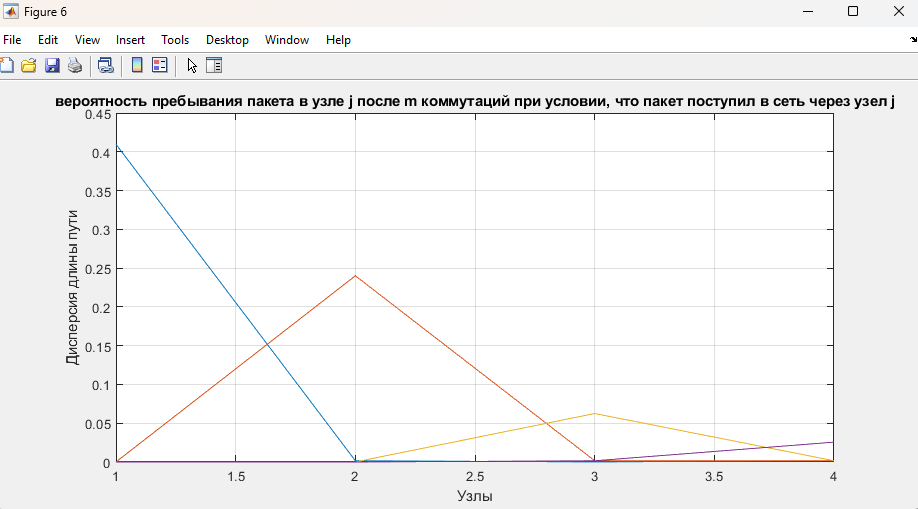 Figure 6
File Edit View Insert Tools Desktop Window Help
вероятность пребывания пакета в узле j после m коммутаций при условии, что пакет поступил в сеть через узел j
Дисперсия длины пути
0.45
0.4
0.35
0.3
0.25
0.2
0.15
0.1
0.05
0
1 1.5 2 2.5 3 3.5 4
Узлы